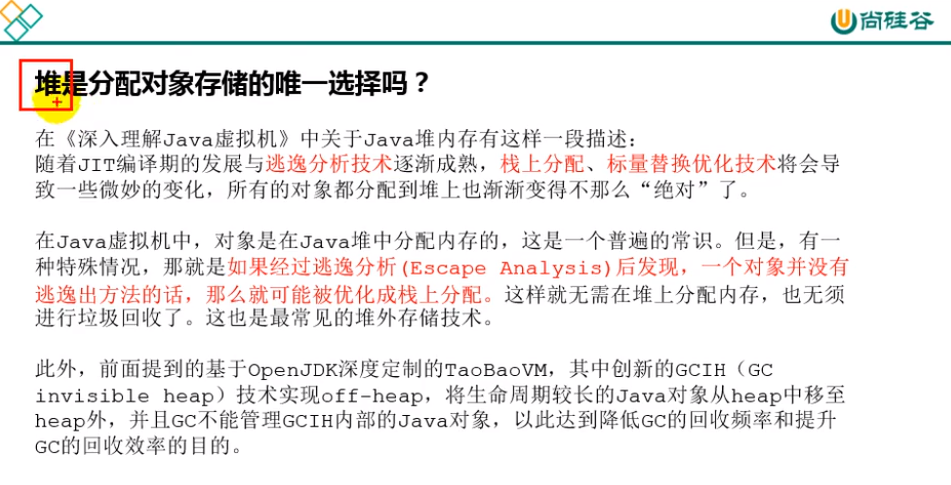 尚硅谷
堆是分配对象存储的唯一选择吗？
在《深入理解Java虚拟机》中关于Java堆内存有这样一段描述：
随着JIT编译期的发展与逃逸分析技术逐渐成熟，栈上分配、标量替换优化技术将会导
致一些微妙的变化，所有的对象都分配到堆上也渐渐变得不那么“绝对”了。
在Java虚拟机中，对象是在Java堆中分配内存的，这是一个普遍的常识。但是，有一
种特殊情况，那就是如果经过逃逸分析(Escape Analysis)后发现，一个对象并没有
逃逸出方法的话，那么就可能被优化成栈上分配。这样就无需在堆上分配内存，也无须
进行垃圾回收了。这也是最常见的堆外存储技术。
此外，前面提到的基于OpenJDK深度定制的TaoBaoVM，其中创新的GCIH（GC
invisible heap）技术实现off-heap，将生命周期较长的Java对象从heap中移至
heap外，并且GC不能管理GCIH内部的Java对象，以此达到降低GC的回收频率和提升
GC的回收效率的目的。